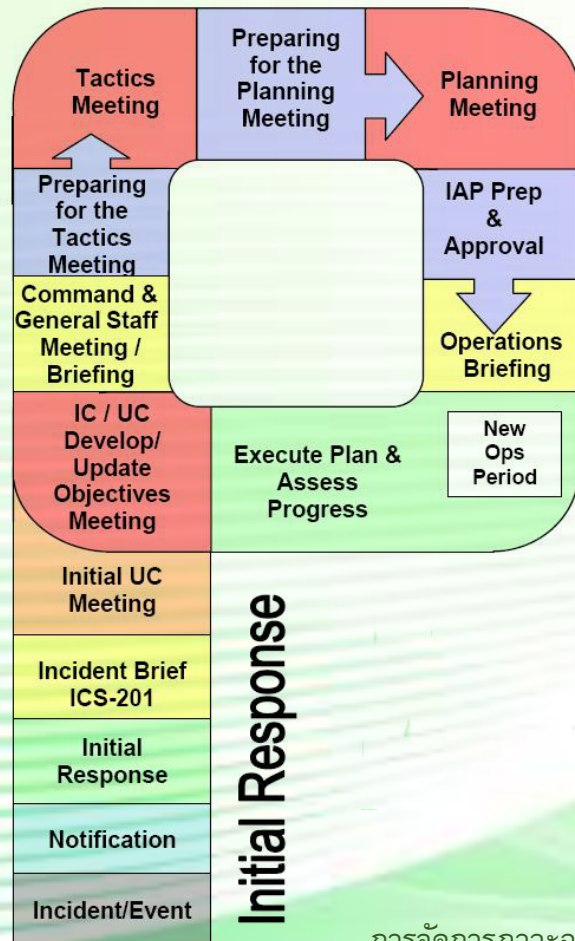 Tactics
Meeting
Preparing
for the
Planning
Meeting
Planning
Meeting
Preparing
for the
Tactics
Meeting
IAP Prep
&
Approval
Command &
General Staff
Meeting /
Briefing
Operations
Briefing
IC / UC
Develop/
Update
Objectives
Meeting
Execute Plan &
Assess
Progress
New
Ops
Period
Initial UC
Meeting
Incident Brief
ICS-201
Initial
Response
Notification
Incident/Event
Initial Response